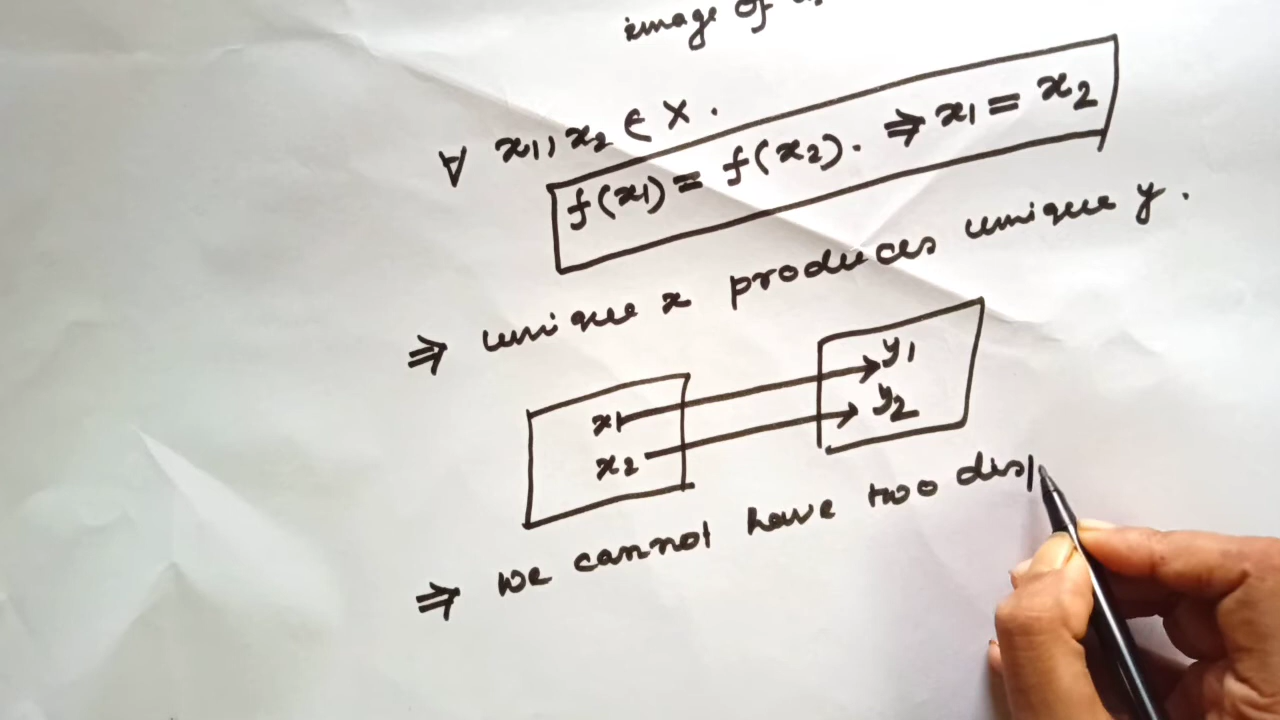 image of
∀ x1, x2 ∈ X.
f(x1) = f(x2). ⇒ x1 = x2
⇒ unique x produces unique y.
x1
x2
y1
y2
⇒ we cannot have two dist